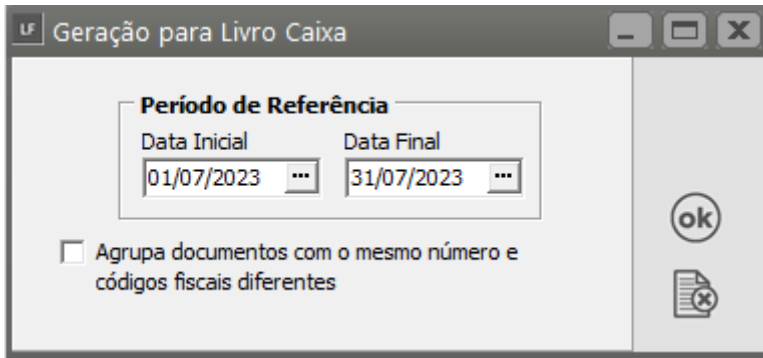 LF Geração para Livro Caixa
Período de Referência
Data Inicial Data Final
01/07/2023 ... 31/07/2023 ...
Agrupa documentos com o mesmo número e
códigos fiscais diferentes
ok